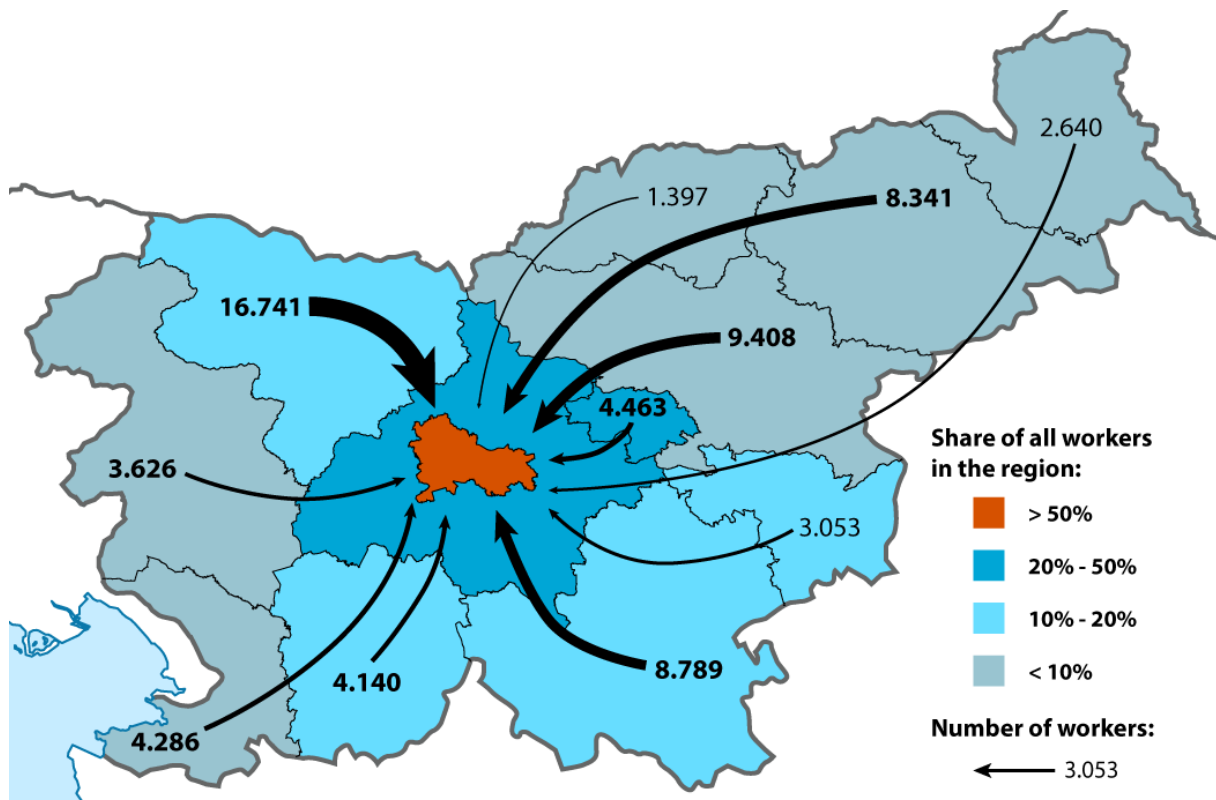 2.640
1.397
8.341
16.741
9.408
4.463
3.626
3.053
4.140
8.789
4.286
Share of all workers
in the region:
> 50%
20% - 50%
10% - 20%
< 10%
Number of workers:
3.053